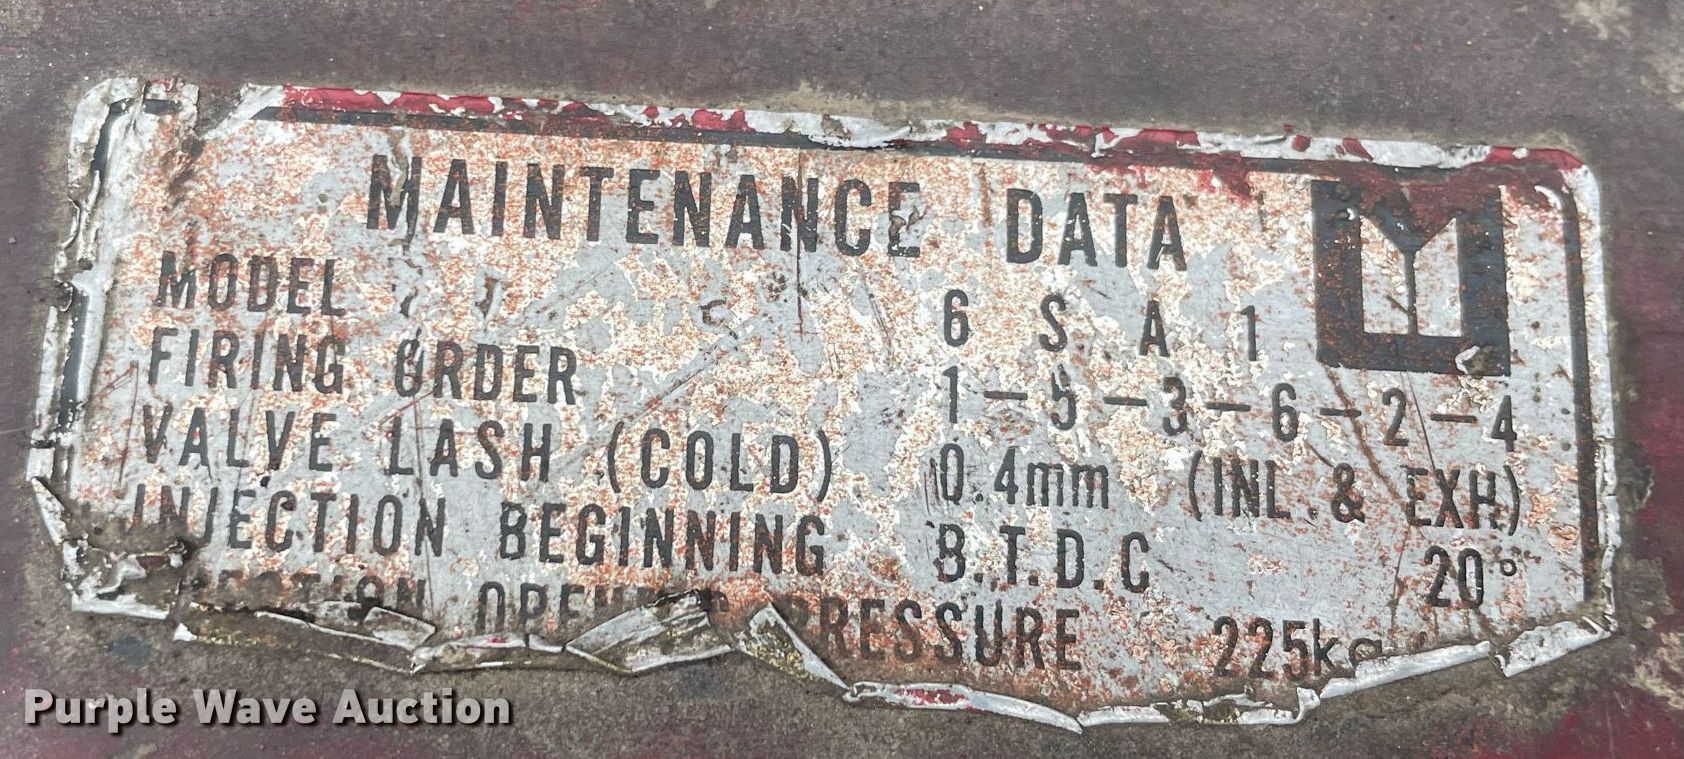 MAINTENANCE DATA
MODEL 6 S A 1
FIRING ORDER 1-5-3-6-2-4
VALVE LASH (COLD) 0.4mm (INL. & EXH)
INJECTION BEGINNING B.T.D.C 20°
PRESSURE 225kg
Purple Wave Auction